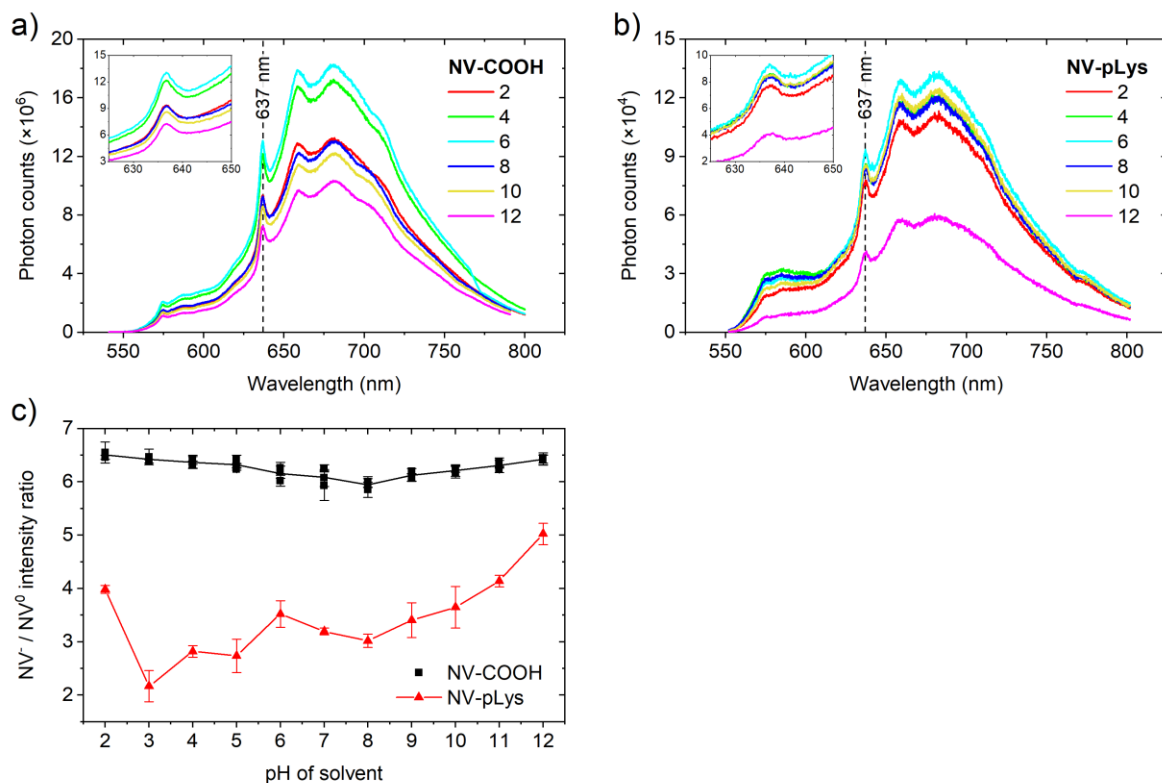 a)
NV-COOH
2
4
6
8
10
12
637 nm
Photon counts (×10⁶)
20
16
12
8
4
0
15
12
9
6
3
630 640 650
550 600 650 700 750 800
Wavelength (nm)
b)
NV-pLys
2
4
6
8
10
12
637 nm
Photon counts (×10⁴)
15
12
9
6
3
0
10
8
6
4
2
630 640 650
550 600 650 700 750 800
Wavelength (nm)
c)
NV⁻ / NV⁰ intensity ratio
7
6
5
4
3
2
NV-COOH
NV-pLys
2 3 4 5 6 7 8 9 10 11 12
pH of solvent